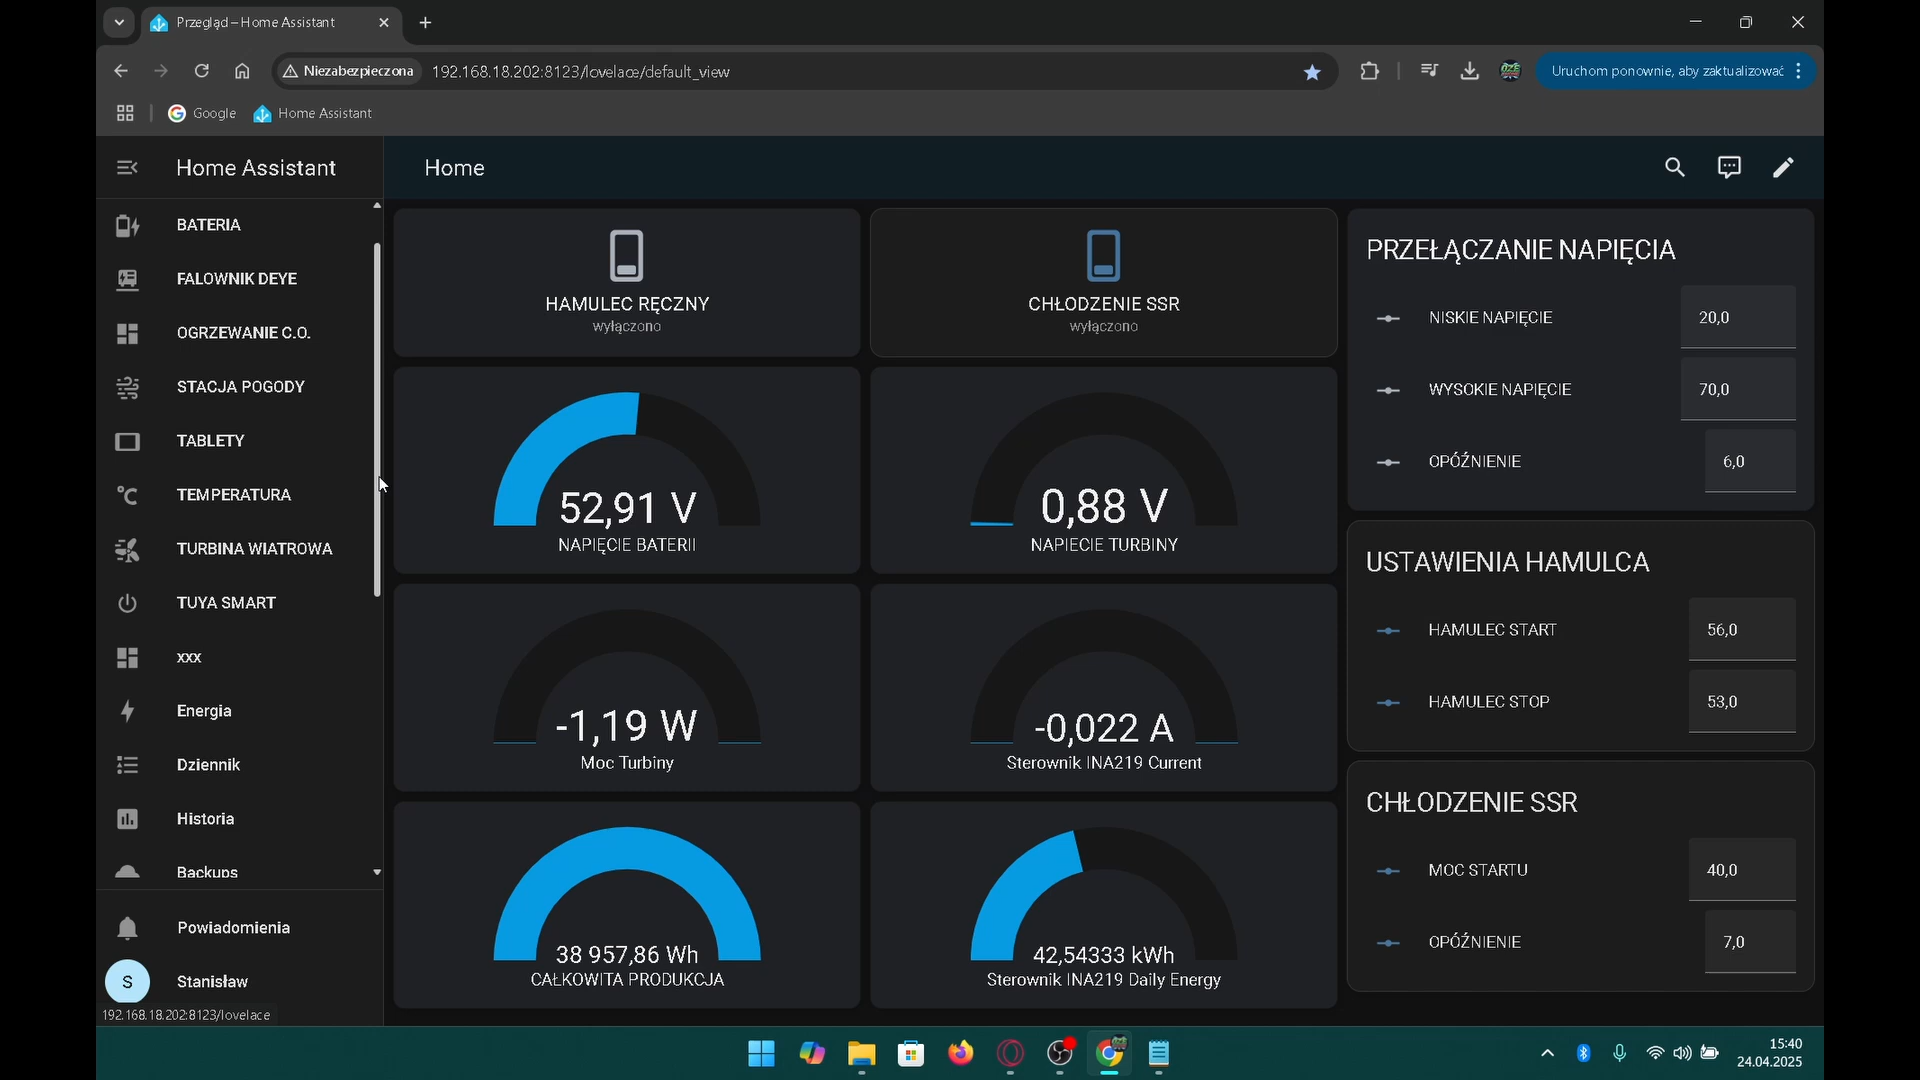 Przegląd – Home Assistant
Niezabezpieczona
192.168.18.202:8123/lovelace/default_view
Uruchom ponownie, aby zaktualizować
Google
Home Assistant
Home Assistant
Home
BATERIA
FALOWNIK DEYE
OGRZEWANIE C.O.
STACJA POGODY
TABLETY
°C
TEMPERATURA
TURBINA WIATROWA
TUYA SMART
xxx
Energia
Dziennik
Historia
Backups
Powiadomienia
S
Stanisław
192.168.18.202:8123/lovelace
HAMULEC RĘCZNY
wyłączono
CHŁODZENIE SSR
wyłączono
52,91 V
NAPIĘCIE BATERII
0,88 V
NAPIECIE TURBINY
-1,19 W
Moc Turbiny
-0,022 A
Sterownik INA219 Current
38 957,86 Wh
CAŁKOWITA PRODUKCJA
42,54333 kWh
Sterownik INA219 Daily Energy
PRZEŁĄCZANIE NAPIĘCIA
NISKIE NAPIĘCIE
20,0
WYSOKIE NAPIĘCIE
70,0
OPÓŹNIENIE
6,0
USTAWIENIA HAMULCA
HAMULEC START
56,0
HAMULEC STOP
53,0
CHŁODZENIE SSR
MOC STARTU
40,0
OPÓŹNIENIE
7,0
15:40
24.04.2025